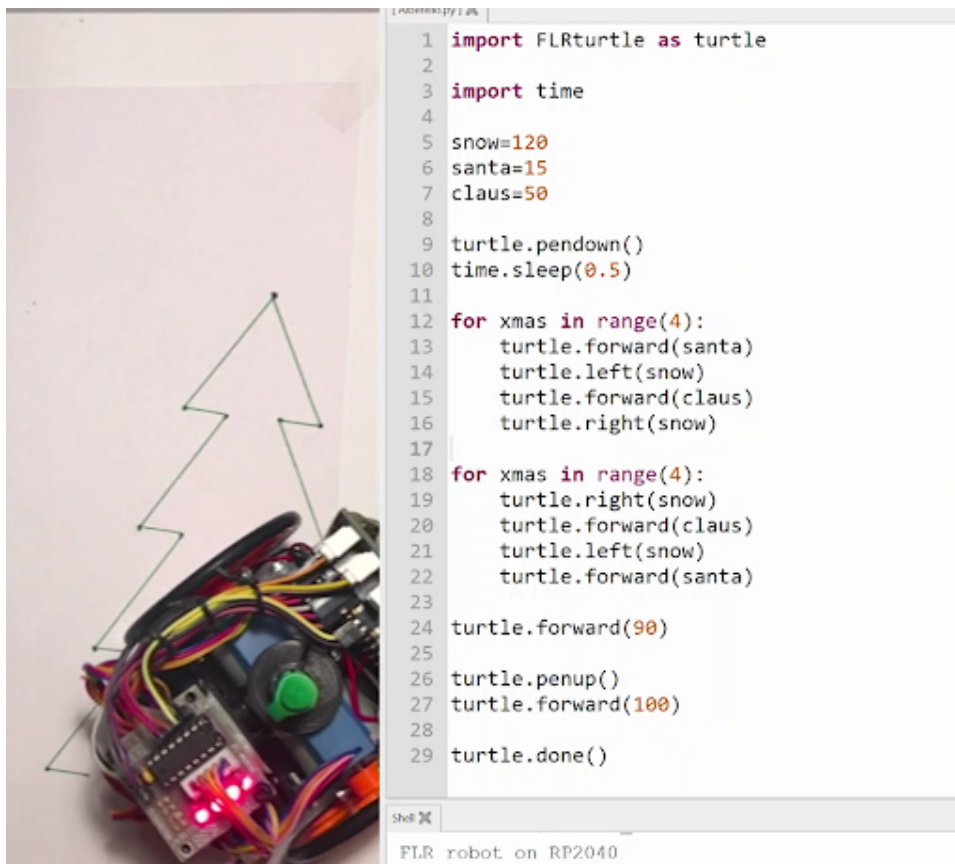 1 import FLRturtle as turtle
2
3 import time
4
5 snow=120
6 santa=15
7 claus=50
8
9 turtle.pendown()
10 time.sleep(0.5)
11
12 for xmas in range(4):
13     turtle.forward(santa)
14     turtle.left(snow)
15     turtle.forward(claus)
16     turtle.right(snow)
17
18 for xmas in range(4):
19     turtle.right(snow)
20     turtle.forward(claus)
21     turtle.left(snow)
22     turtle.forward(santa)
23
24 turtle.forward(90)
25
26 turtle.penup()
27 turtle.forward(100)
28
29 turtle.done()
Shell
FLR robot on RP2040